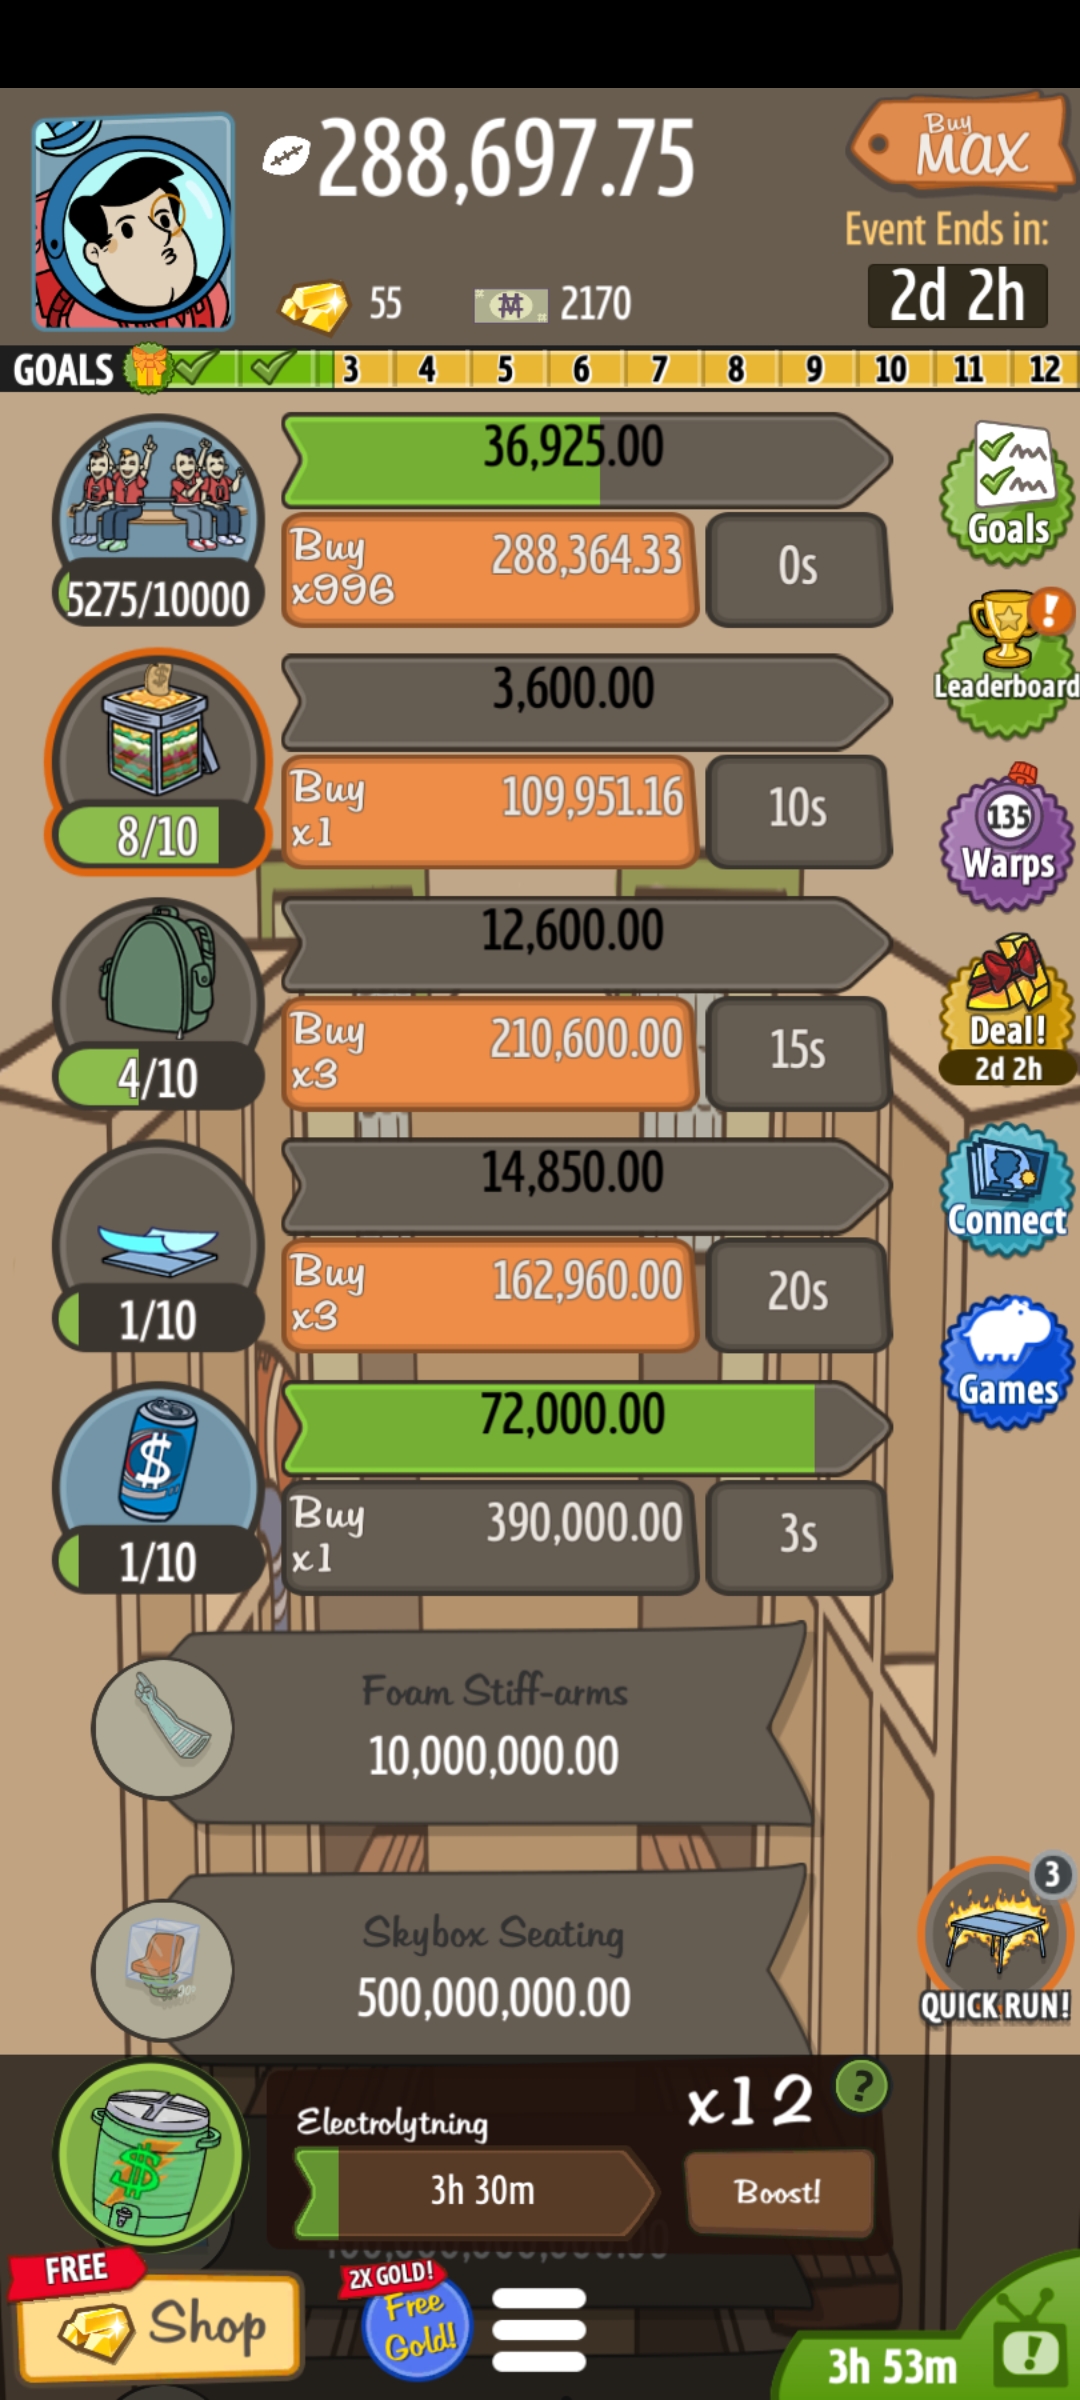 288,697.75
Buy
MAX
Event Ends in:
55
2170
2d 2h
GOALS
3 4 5 6 7 8 9 10 11 12
36,925.00
Buy
x996
288,364.33
0s
5275/10000
Goals
3,600.00
Buy
x1
109,951.16
10s
8/10
!
Leaderboard
12,600.00
Buy
x3
210,600.00
15s
4/10
135
Warps
14,850.00
Buy
x3
162,960.00
20s
1/10
Deal!
2d 2h
72,000.00
Buy
x1
390,000.00
3s
1/10
Connect
Games
Foam Stiff-arms
10,000,000.00
Skybox Seating
500,000,000.00
3
QUICK RUN!
Electrolytning
x12
?
3h 30m
Boost!
FREE
Shop
2X GOLD!
Free
Gold!
3h 53m
!